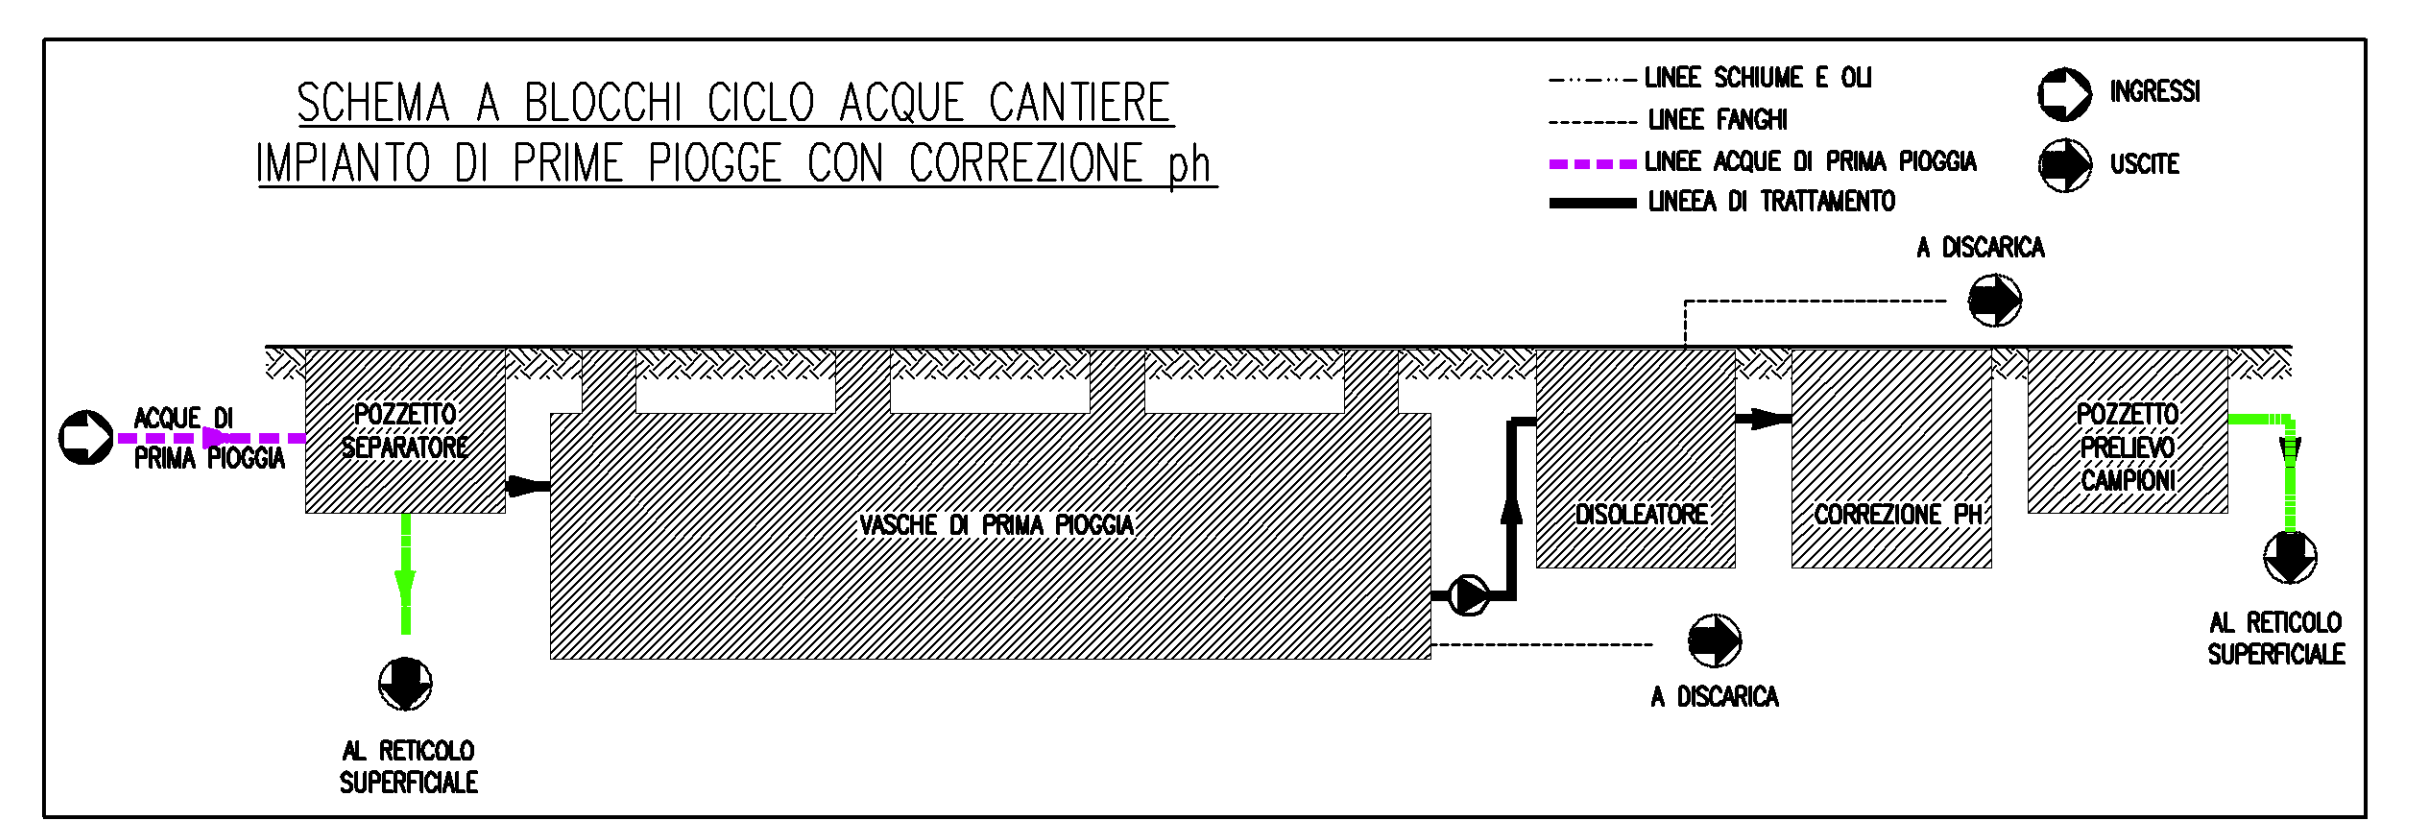 SCHEMA A BLOCCHI CICLO ACQUE CANTIERE
IMPIANTO DI PRIME PIOGGE CON CORREZIONE ph
LINEE SCHIUME E OLI
LINEE FANGHI
LINEE ACQUE DI PRIMA PIOGGIA
LINEEA DI TRATTAMENTO
INGRESSI
USCITE
A DISCARICA
ACQUE DI
PRIMA PIOGGIA
POZZETTO
SEPARATORE
VASCHE DI PRIMA PIOGGIA
DISOLEATORE
CORREZIONE PH
POZZETTO
PRELIEVO
CAMPIONI
A DISCARICA
AL RETICOLO
SUPERFICIALE
AL RETICOLO
SUPERFICIALE